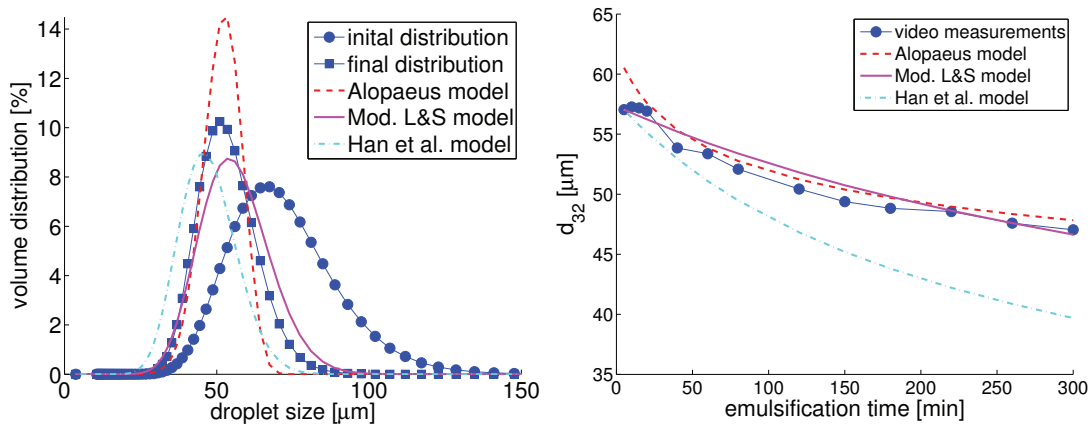 volume distribution [%]
14
12
10
8
6
4
2
0
0
50
100
150
droplet size [μm]
inital distribution
final distribution
Alopaeus model
Mod. L&S model
Han et al. model
d32 [μm]
65
60
55
50
45
40
35
0
50
100
150
200
250
300
emulsification time [min]
video measurements
Alopaeus model
Mod. L&S model
Han et al. model